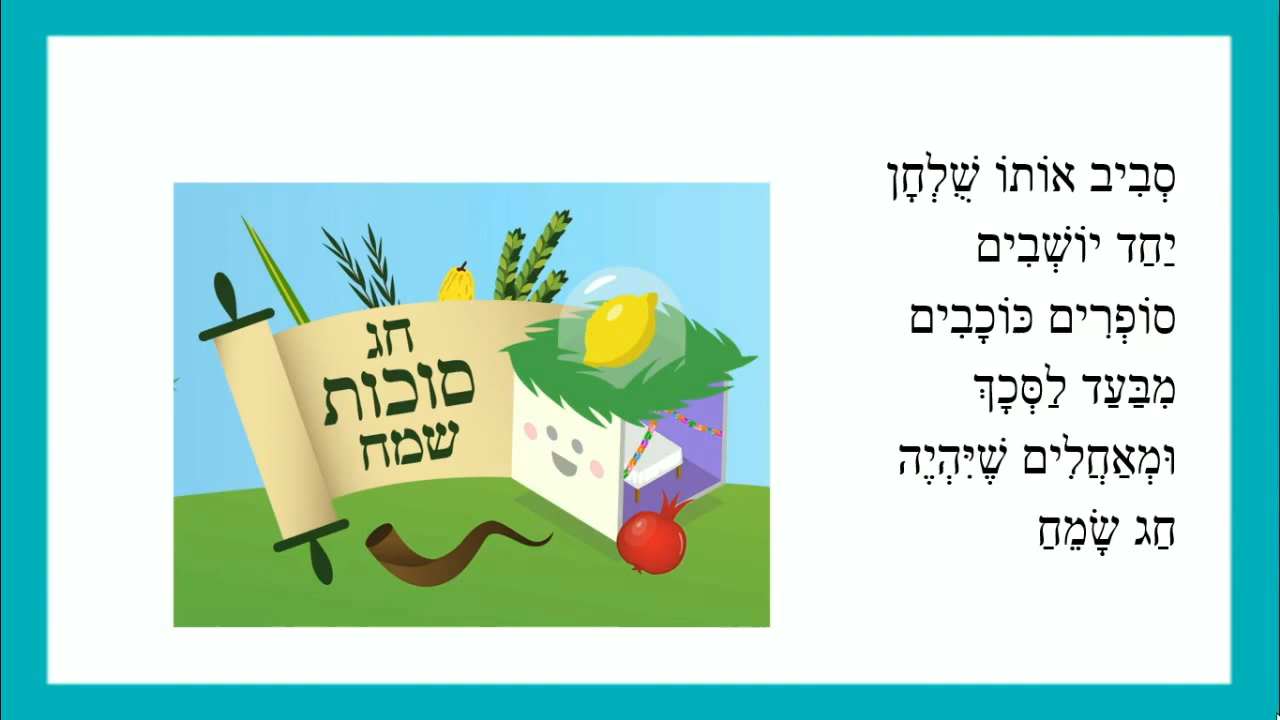 סְבִיב אוֹתוֹ שֻׁלְחָן
יַחַד יוֹשְׁבִים
סוֹפְרִים כּוֹכָבִים
מִבַּעַד לַסְּכָךְ
וּמְאַחֲלִים שֶׁיִּהְיֶה
חַג שָׂמֵחַ
חג
סוכות
שמח